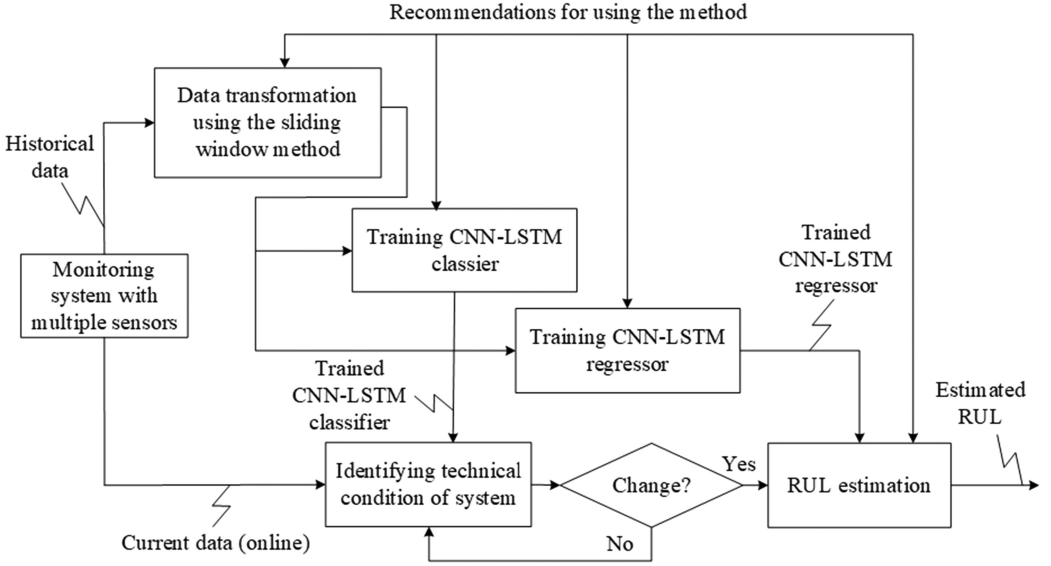 Recommendations for using the method
Data transformation
using the sliding
window method
Historical
data
Training CNN-LSTM
classier
Trained
CNN-LSTM
regressor
Monitoring
system with
multiple sensors
Training CNN-LSTM
regressor
Trained
CNN-LSTM
classifier
Estimated
RUL
Identifying technical
condition of system
Change?
Yes
RUL estimation
No
Current data (online)